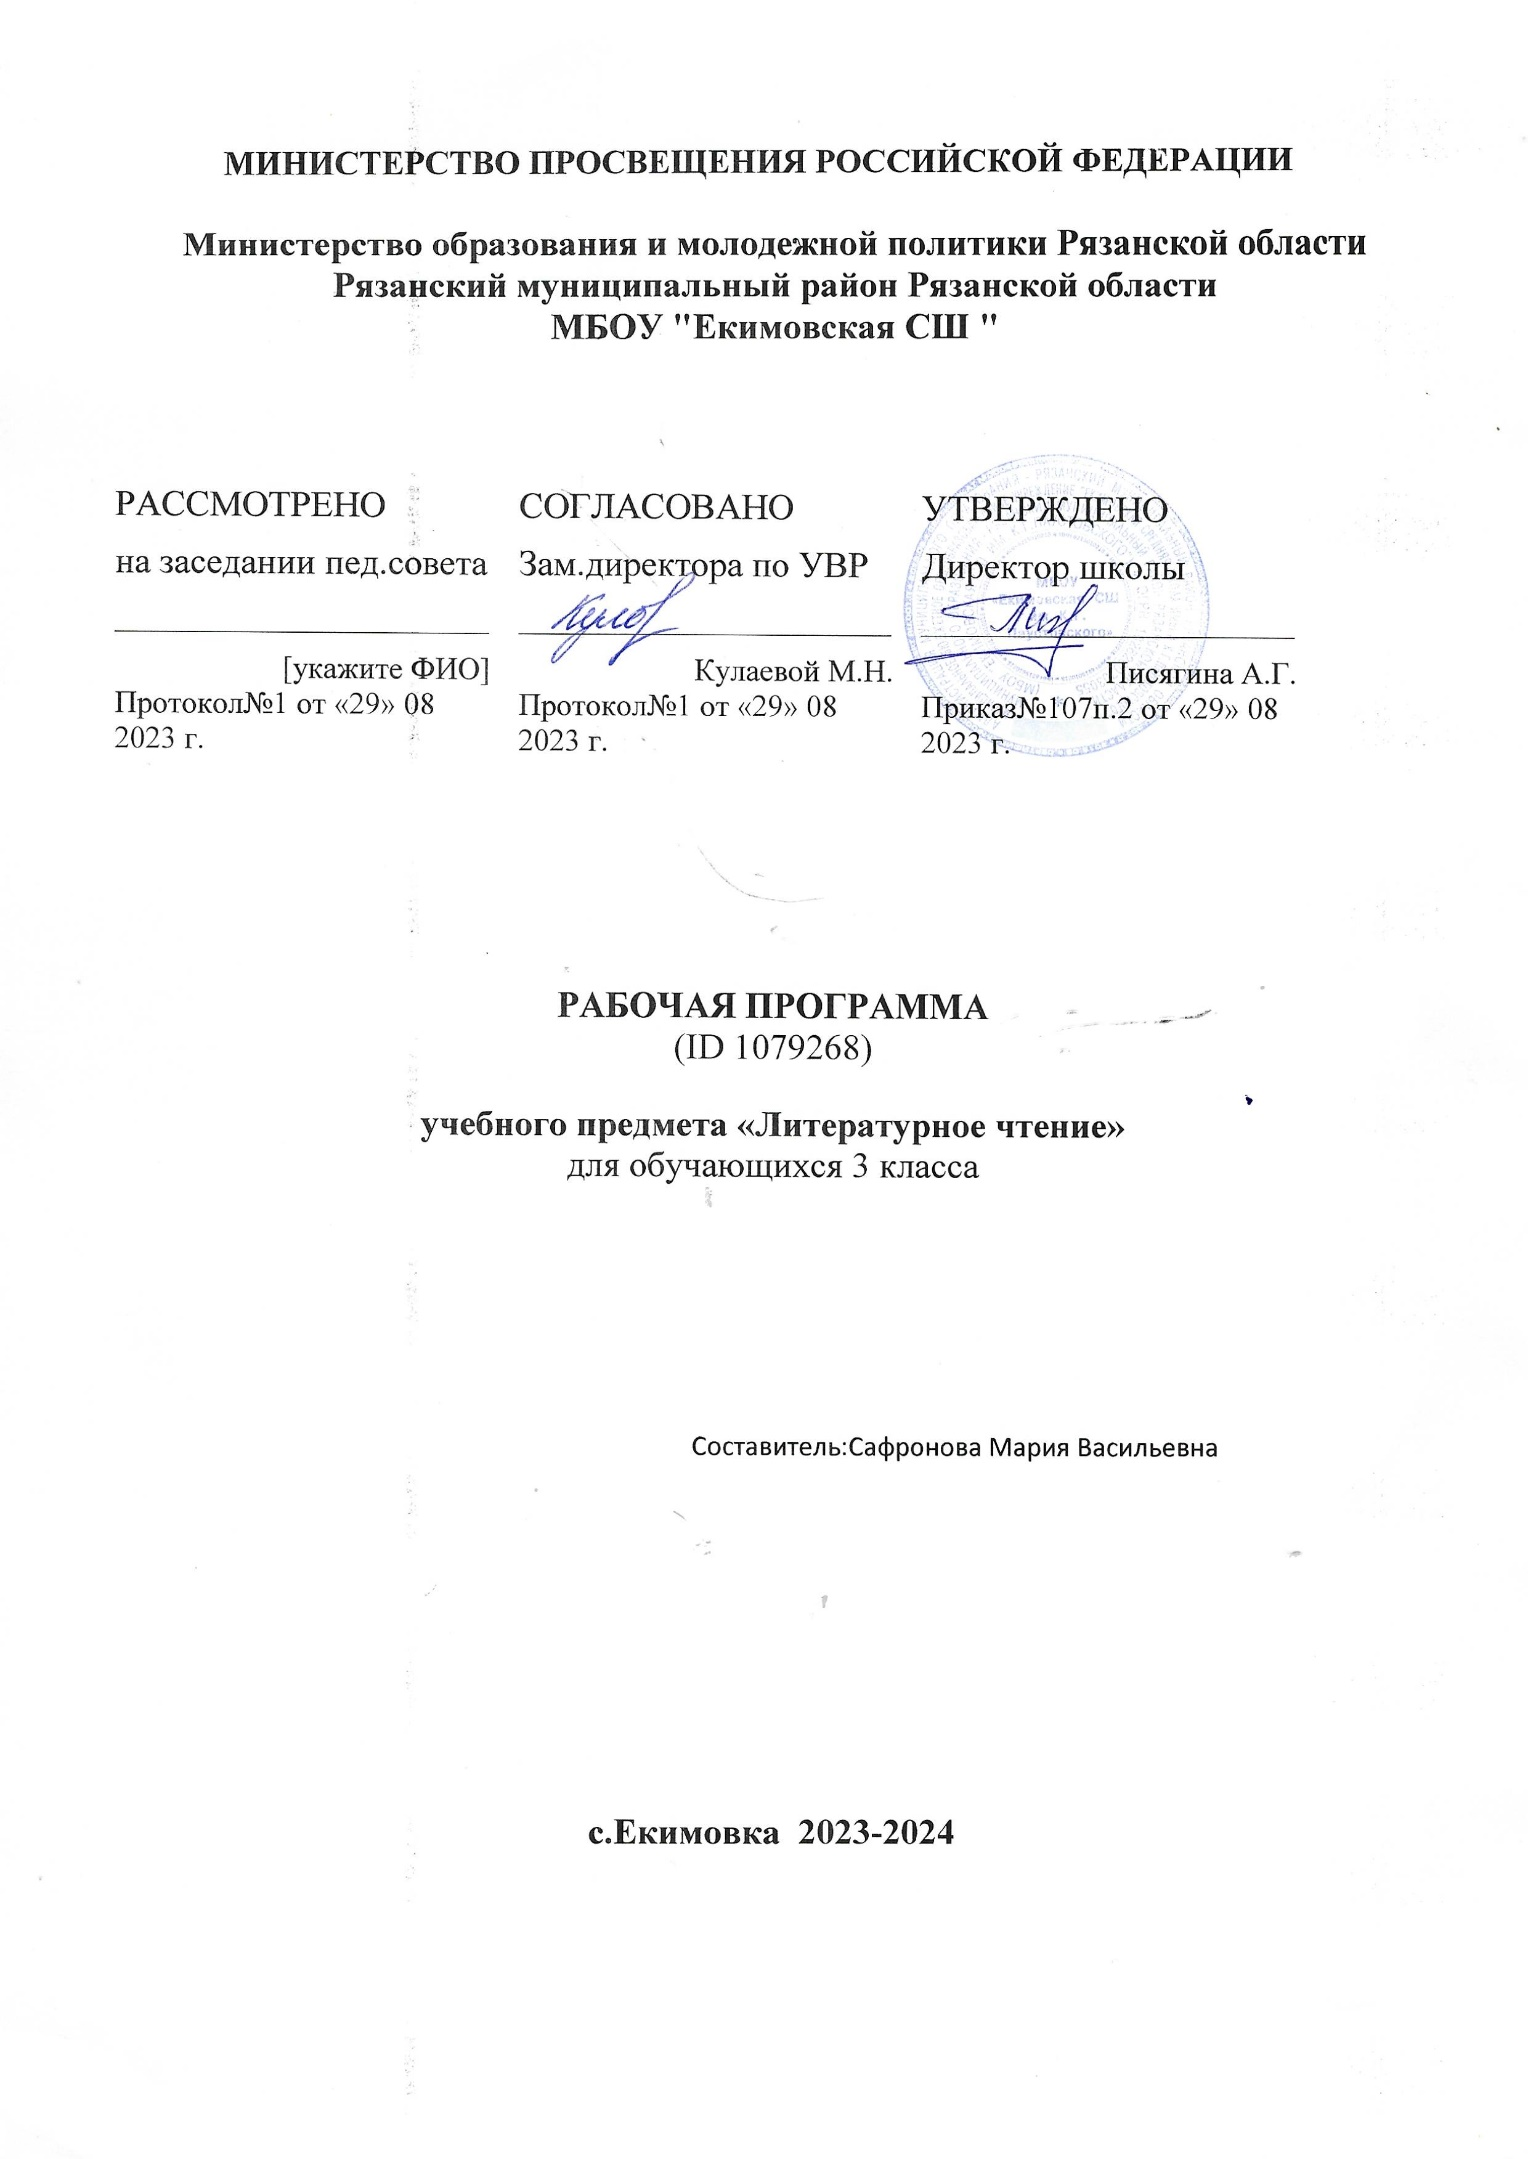 МИНИСТЕРСТВО ПРОСВЕЩЕНИЯ РОССИЙСКОЙ ФЕДЕРАЦИИ
Министерство образования и молодежной политики Рязанской области
Рязанский муниципальный район Рязанской области
МБОУ "Екимовская СШ "
РАССМОТРЕНО
на заседании пед.совета
[укажите ФИО]
Протокол№1 от «29» 08
2023 г.
СОГЛАСОВАНО
Зам.директора по УВР
Кулаевой М.Н.
Протокол№1 от «29» 08
2023 г.
УТВЕРЖДЕНО
Директор школы
Писягина А.Г.
Приказ№107п.2 от «29» 08
2023 г.
РАБОЧАЯ ПРОГРАММА
(ID 1079268)
учебного предмета «Литературное чтение»
для обучающихся 3 класса
Составитель:Сафронова Мария Васильевна
с.Екимовка 2023-2024